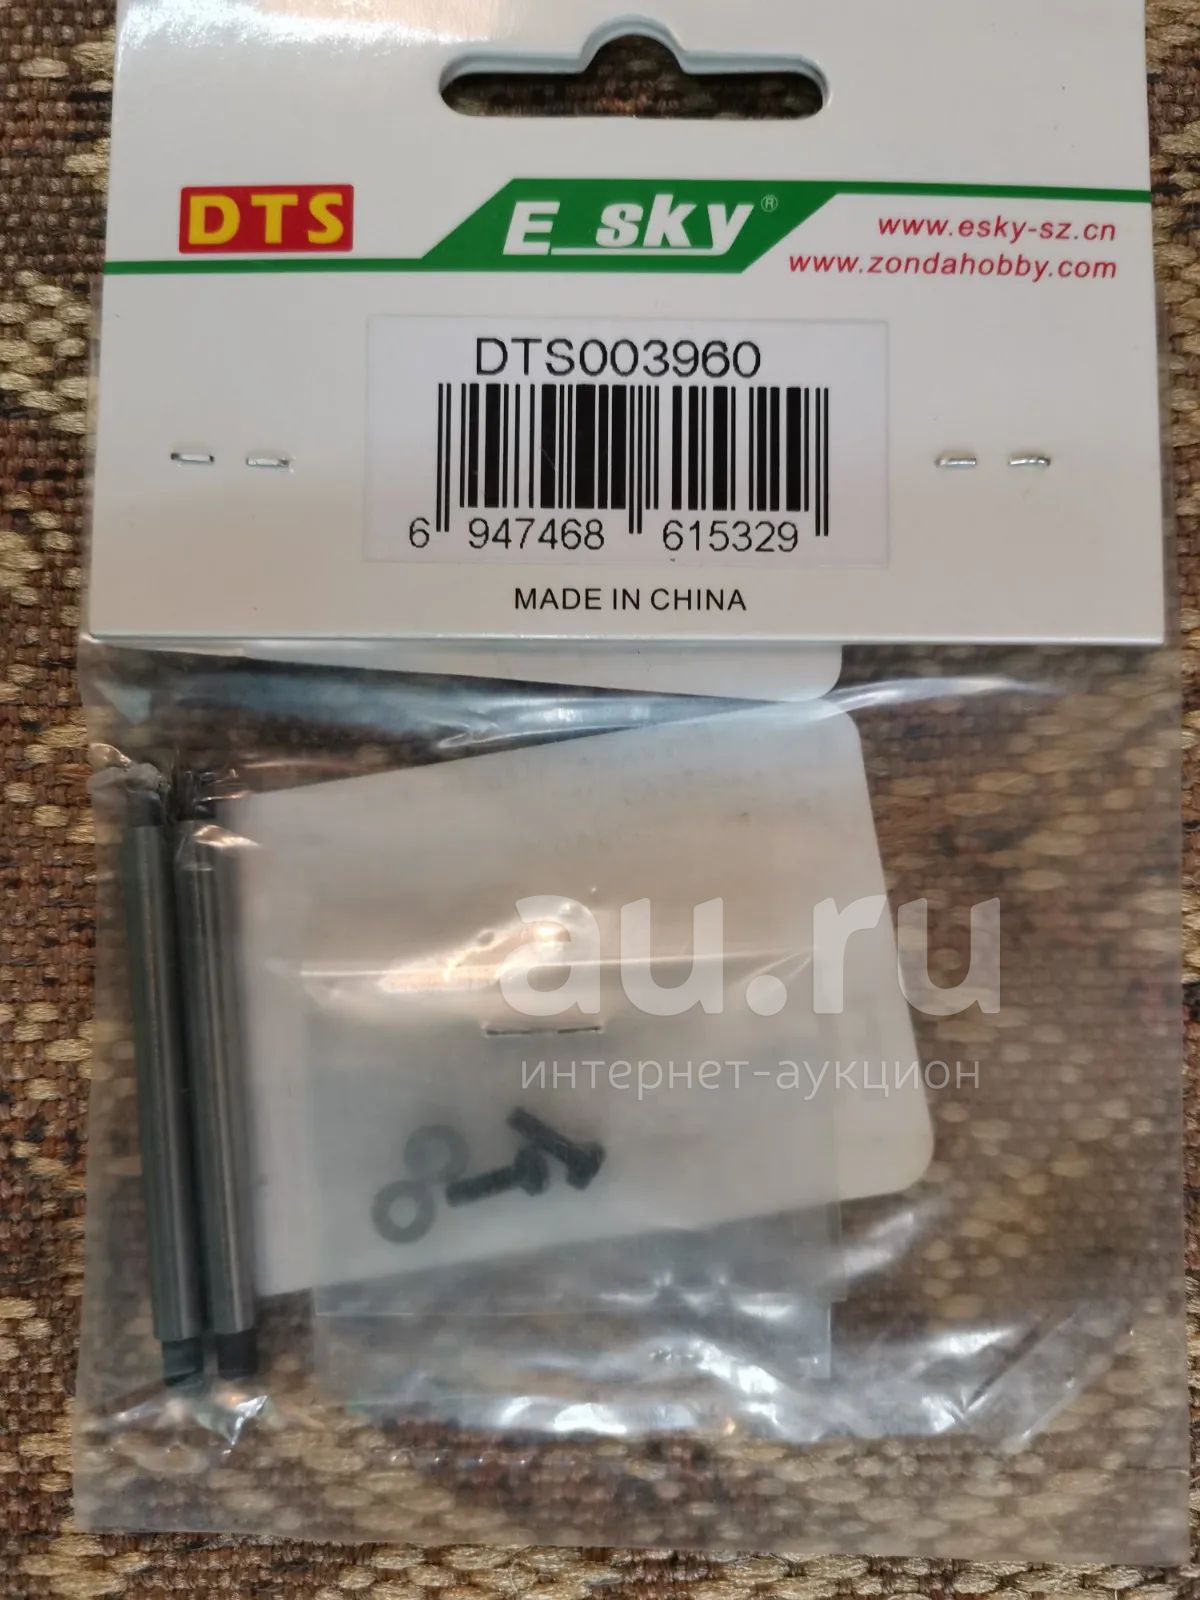 DTS
E_sky®
www.esky-sz.cn
www.zondahobby.com
DTS003960
6 947468 615329
MADE IN CHINA
au.ru
интернет-аукцион